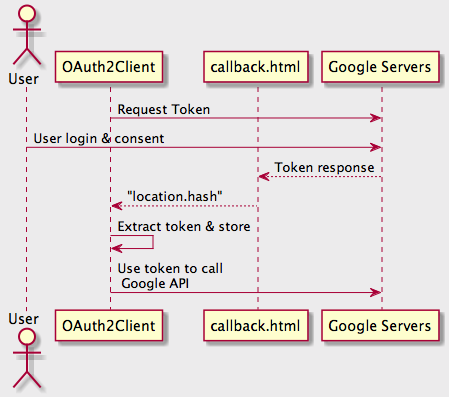 User
OAuth2Client
callback.html
Google Servers
Request Token
User login & consent
Token response
"location.hash"
Extract token & store
Use token to call
Google API
User
OAuth2Client
callback.html
Google Servers